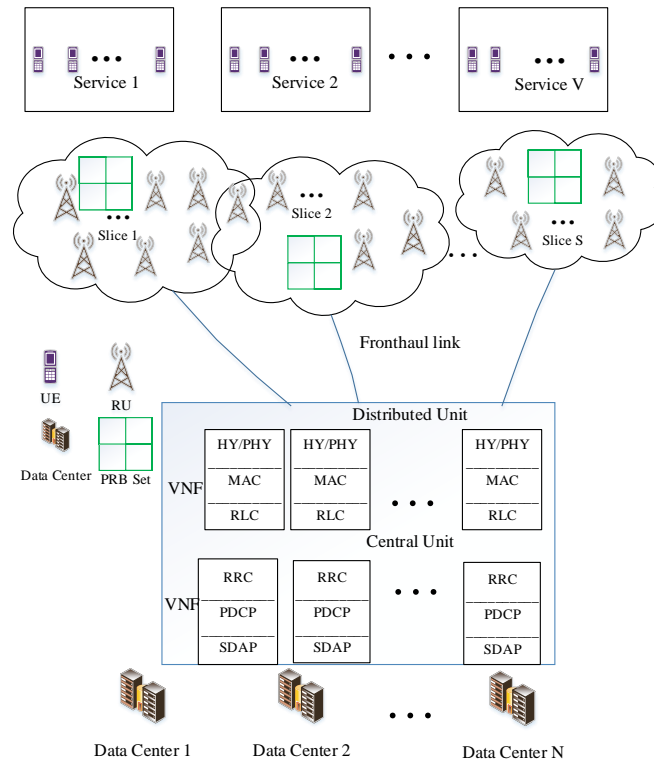 Service 1
Service 2
Service V
Slice 1
Slice 2
Slice S
Fronthaul link
UE
RU
Data Center
PRB Set
Distributed Unit
VNF
HY/PHY
MAC
RLC
HY/PHY
MAC
RLC
HY/PHY
MAC
RLC
Central Unit
VNF
RRC
PDCP
SDAP
RRC
PDCP
SDAP
RRC
PDCP
SDAP
Data Center 1
Data Center 2
Data Center N